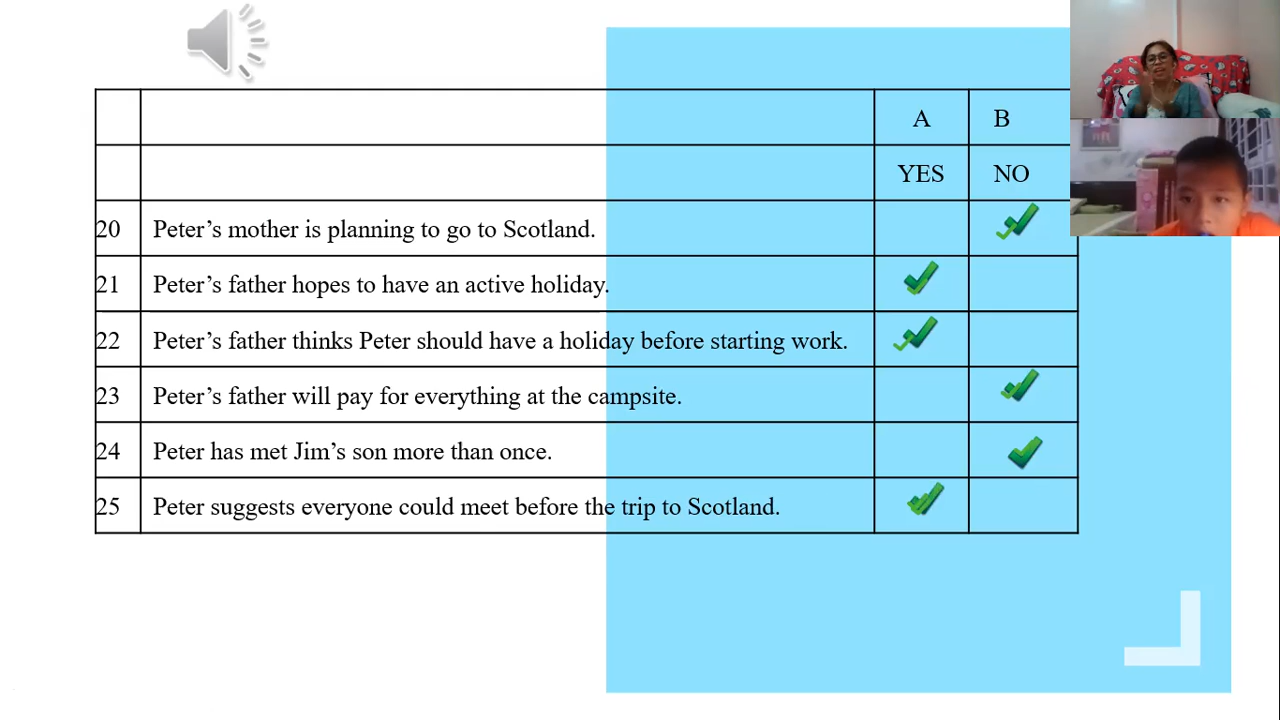 A B
YES NO
20 Peter’s mother is planning to go to Scotland.
21 Peter’s father hopes to have an active holiday.
22 Peter’s father thinks Peter should have a holiday before starting work.
23 Peter’s father will pay for everything at the campsite.
24 Peter has met Jim’s son more than once.
25 Peter suggests everyone could meet before the trip to Scotland.